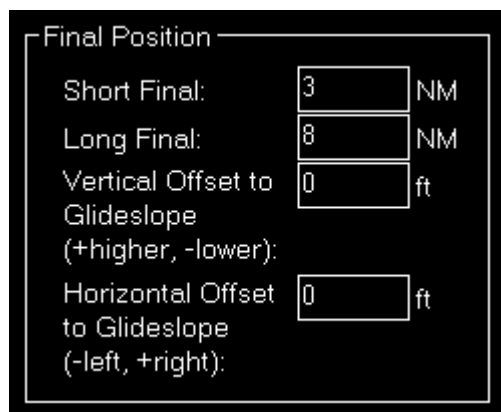 Final Position
Short Final: 3 NM
Long Final: 8 NM
Vertical Offset to 0 ft
Glideslope
(+higher, -lower):
Horizontal Offset 0 ft
to Glideslope
(-left, +right):